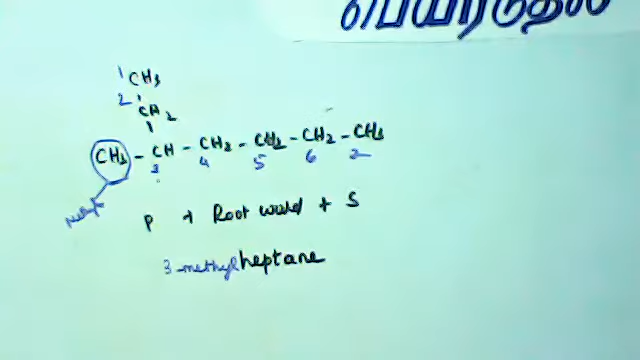 பெயரிடுதல்
1 CH3
2 CH2
CH3 - CH - CH2 - CH2 - CH2 - CH3
3 4 5 6 2
methyl
P + Root word + S
3-methylheptane